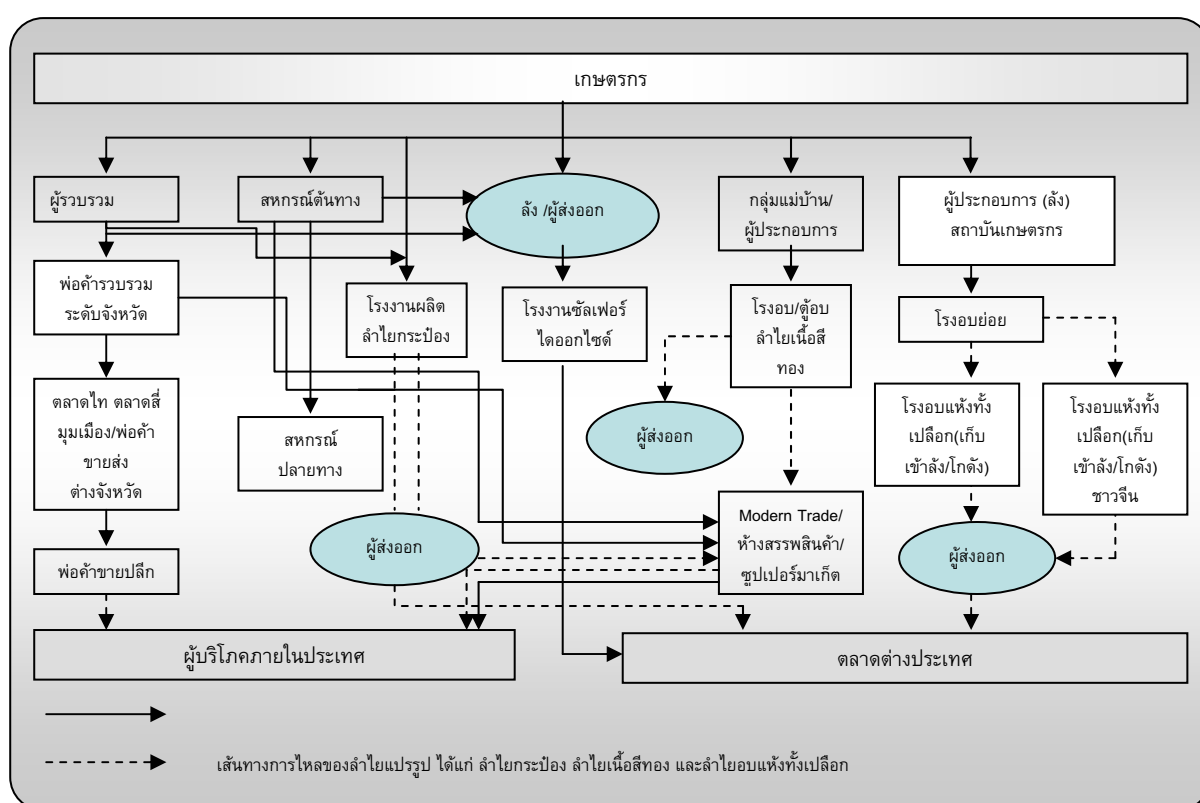 เกษตรกร
ผู้รวบรวม
สหกรณ์ต้นทาง
ล้ง /ผู้ส่งออก
กลุ่มแม่บ้าน/
ผู้ประกอบการ
ผู้ประกอบการ (ล้ง)
สถาบันเกษตรกร
พ่อค้ารวบรวม
ระดับจังหวัด
โรงงานผลิต
ลำไยกระป๋อง
โรงงานซัลเฟอร์
ไดออกไซด์
โรงอบ/ตู้อบ
ลำไยเนื้อสี
ทอง
โรงอบย่อย
ตลาดไท ตลาดสี่
มุมเมือง/พ่อค้า
ขายส่ง
ต่างจังหวัด
สหกรณ์
ปลายทาง
ผู้ส่งออก
โรงอบแห้งทั้ง
เปลือก(เก็บ
เข้าลัง/โกดัง)
โรงอบแห้งทั้ง
เปลือก(เก็บ
เข้าลัง/โกดัง)
ชาวจีน
พ่อค้าขายปลีก
ผู้ส่งออก
Modern Trade/
ห้างสรรพสินค้า/
ซูปเปอร์มาเก็ต
ผู้ส่งออก
ผู้บริโภคภายในประเทศ
ตลาดต่างประเทศ
เส้นทางการไหลของลำไยแปรรูป ได้แก่ ลำไยกระป๋อง ลำไยเนื้อสีทอง และลำไยอบแห้งทั้งเปลือก